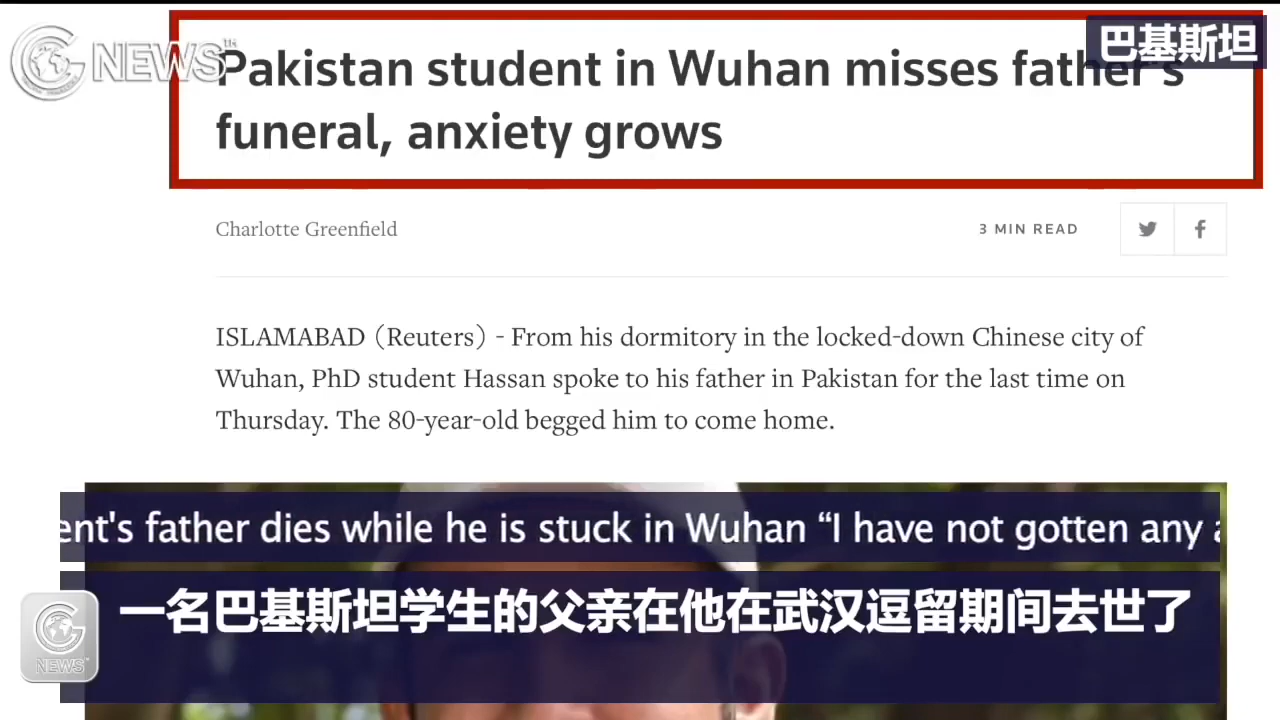 G NEWS™
巴基斯坦
Pakistan student in Wuhan misses father's
funeral, anxiety grows
Charlotte Greenfield
3 MIN READ
ISLAMABAD (Reuters) - From his dormitory in the locked-down Chinese city of
Wuhan, PhD student Hassan spoke to his father in Pakistan for the last time on
Thursday. The 80-year-old begged him to come home.
ent's father dies while he is stuck in Wuhan “I have not gotten any a
一名巴基斯坦学生的父亲在他在武汉逗留期间去世了
G NEWS™